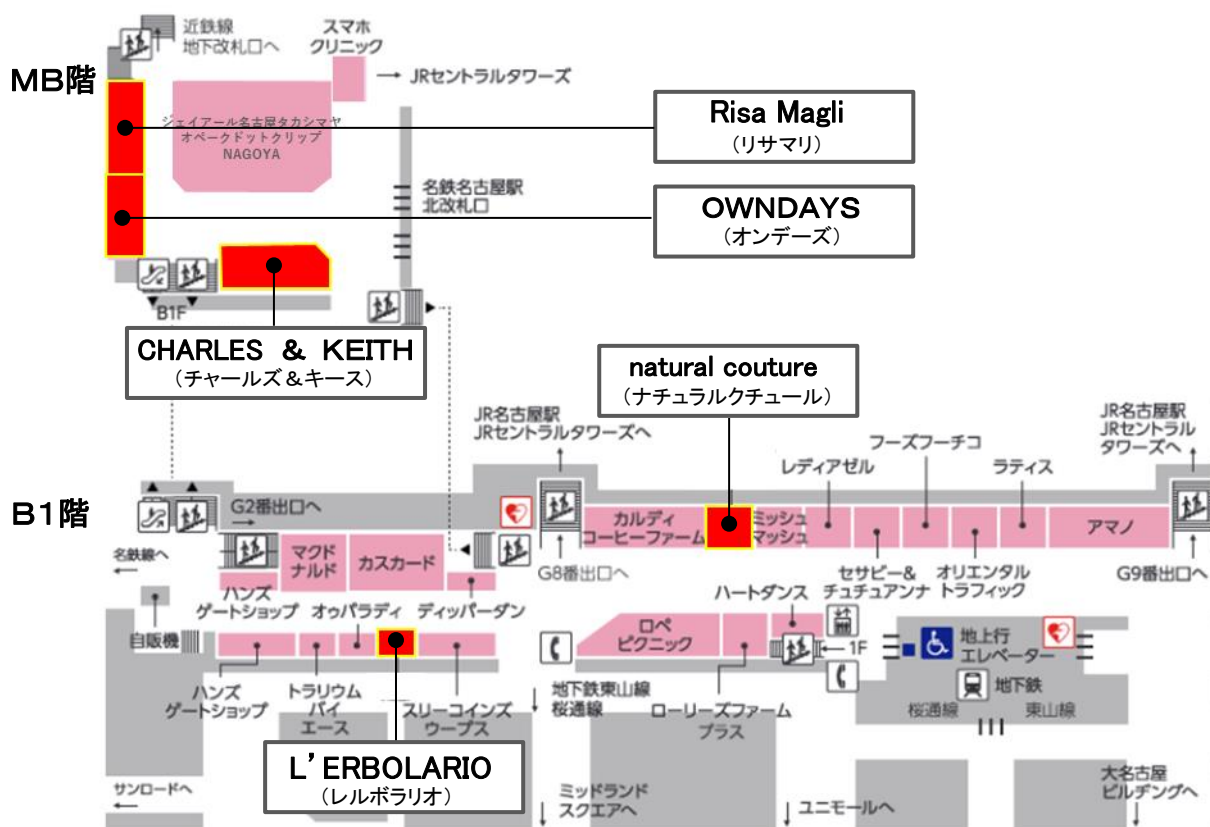 近鉄線
地下改札口へ
スマホ
クリニック
JRセントラルタワーズ
MB階
ジェイアール名古屋タカシマヤ
オペークドットクリップ
NAGOYA
Risa Magli
(リサマリ)
名鉄名古屋駅
北改札口
OWNDAYS
(オンデーズ)
B1F
CHARLES & KEITH
(チャールズ&キース)
natural couture
(ナチュラルクチュール)
JR名古屋駅
JRセントラルタワーズへ
JR名古屋駅
JRセントラル
タワーズへ
フーズフーチコ
レディアゼル
ラティス
B1階
G2番出口へ
カルディ
コーヒーファーム
ミッシュ
マッシュ
アマノ
名鉄線へ
マクド
ナルド
カスカード
G8番出口へ
G9番出口へ
セサピー&
チュチュアンナ
オリエンタル
トラフィック
ハンズ
ゲートショップ
オゥパラディ
ディッパーダン
ハートダンス
自販機
ロペ
ピクニック
1F
地上行
エレベーター
地下鉄
桜通線
東山線
ハンズ
ゲートショップ
トラリウム
バイ
エース
スリーコインズ
ウープス
地下鉄東山線
桜通線
ローリーズファーム
プラス
L'ERBOLARIO
(レルボラリオ)
サンロードへ
ミッドランド
スクエアへ
ユニモールへ
大名古屋
ビルヂングへ